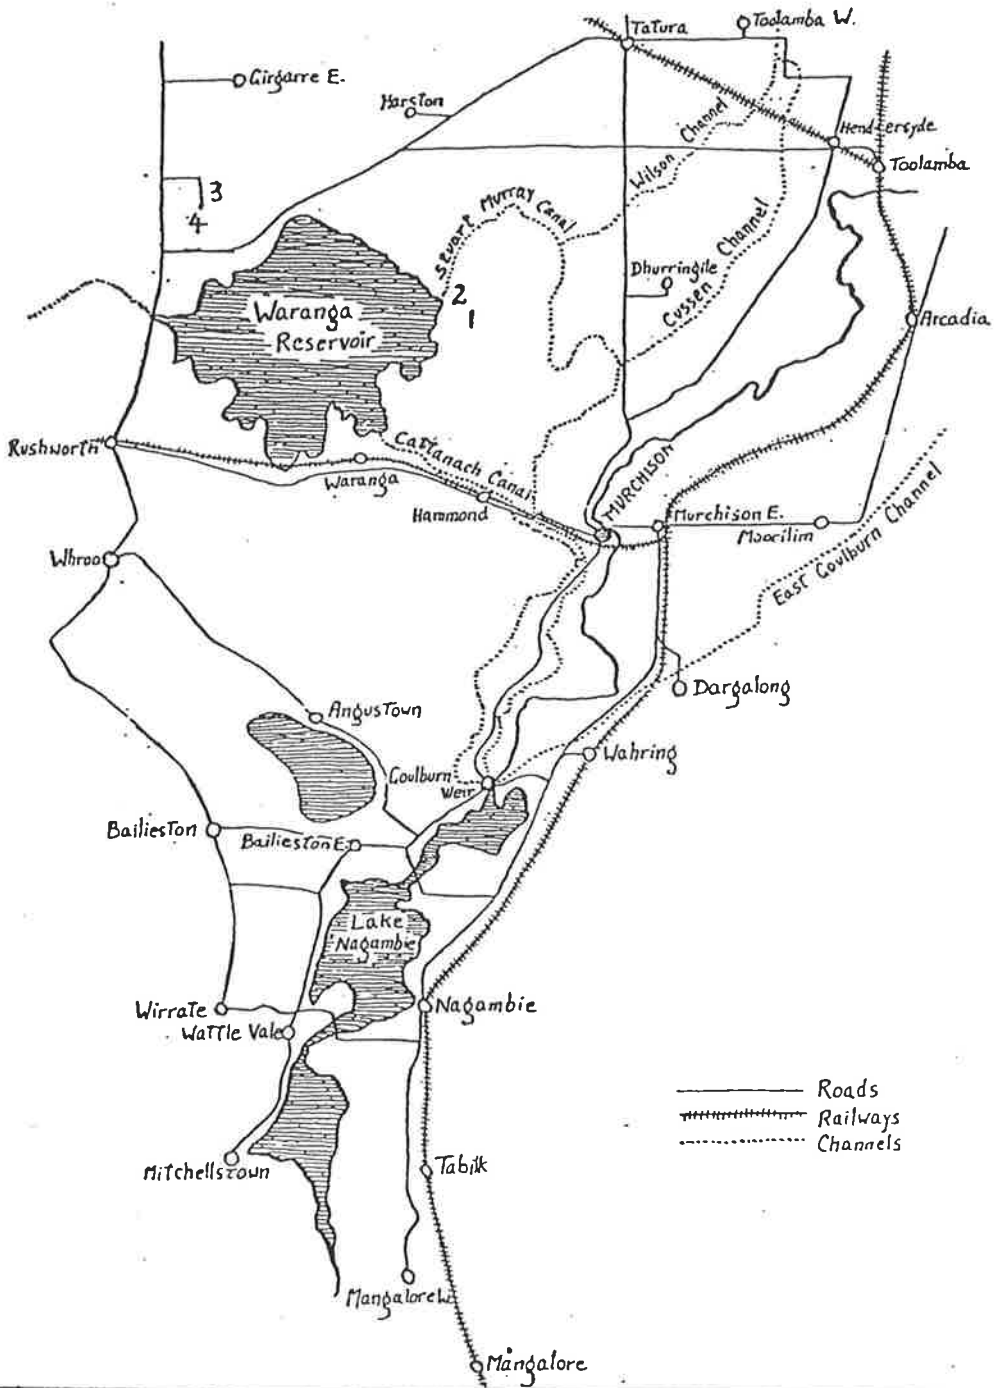 Tatura
Toolamba W.
Girgarre E.
Harston
Wilson Channel
Hendersyde
Toolamba
3
4
Stuart Murray Canal
Cussen Channel
Dhurringile
2
1
Waranga
Reservoir
Arcadia
Rushworth
Cattanach Canal
Waranga
Hammond
MURCHISON
Murchison E.
Moorilim
East Goulburn Channel
Whroo
Dargalong
Angustown
Wahring
Goulburn
Weir
Bailieston
Bailieston E.
Lake
Nagambie
Wirrate
Nagambie
Wattle Vale
Roads
Railways
Channels
Mitchellstown
Tabilk
Mangalore W.
Mangalore